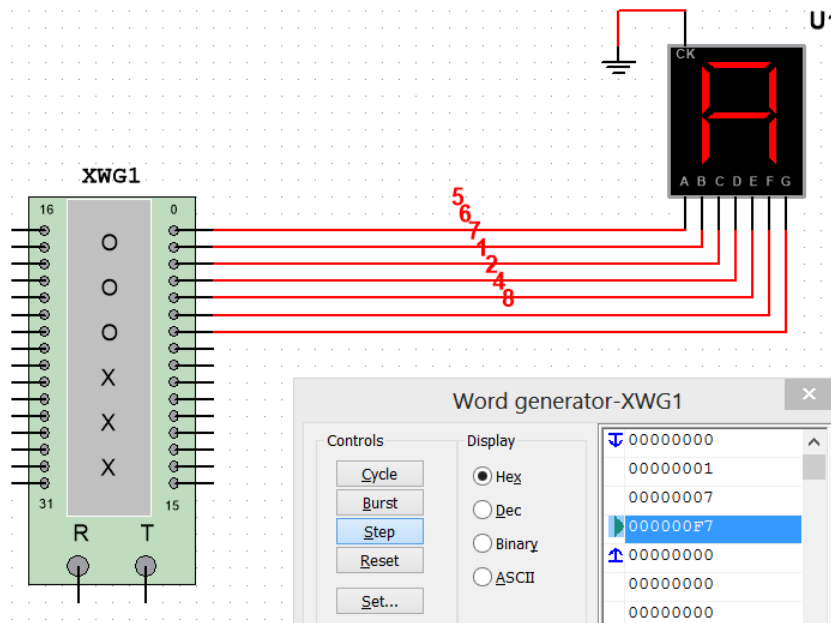 U1
CK
A B C D E F G
XWG1
16 0
O
O
O
X
X
X
31 15
R T
5
6
7
1
2
4
8
Word generator-XWG1 ×
Controls
Cycle
Burst
Step
Reset
Set...
Display
Hex
Dec
Binary
ASCII
00000000
00000001
00000007
000000F7
00000000
00000000
00000000